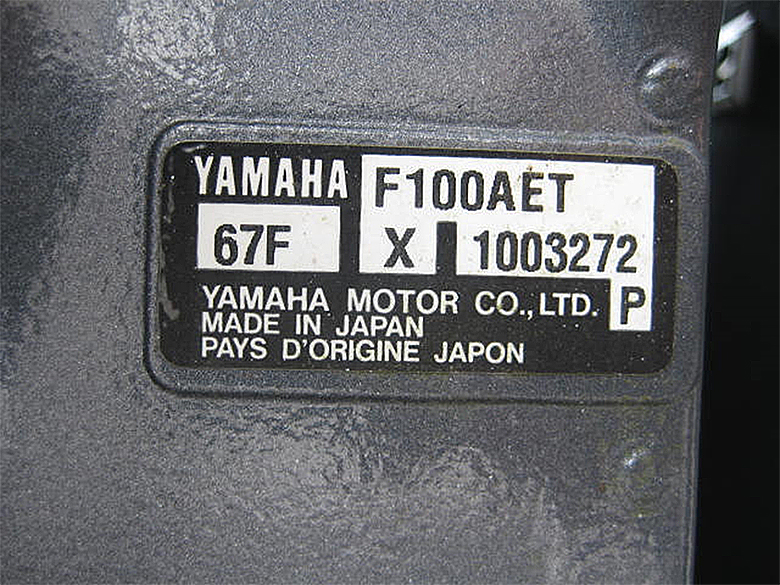 YAMAHA F100AET
67F X 1003272
YAMAHA MOTOR CO.,LTD. P
MADE IN JAPAN
PAYS D'ORIGINE JAPON